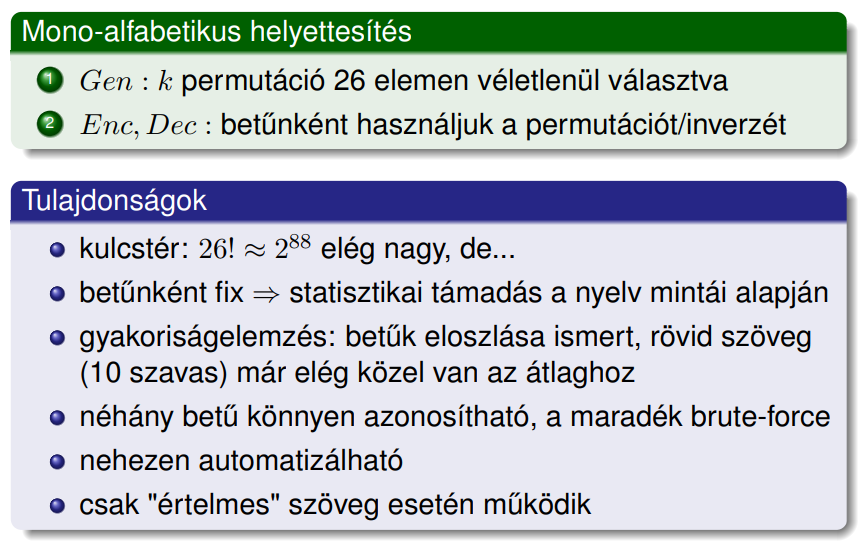 Mono-alfabetikus helyettesítés
1 Gen : k permutáció 26 elemen véletlenül választva
2 Enc, Dec : betűnként használjuk a permutációt/inverzét
Tulajdonságok
kulcstér: 26! ≈ 2^88 elég nagy, de...
betűnként fix ⇒ statisztikai támadás a nyelv mintái alapján
gyakoriságelemzés: betűk eloszlása ismert, rövid szöveg
(10 szavas) már elég közel van az átlaghoz
néhány betű könnyen azonosítható, a maradék brute-force
nehezen automatizálható
csak "értelmes" szöveg esetén működik